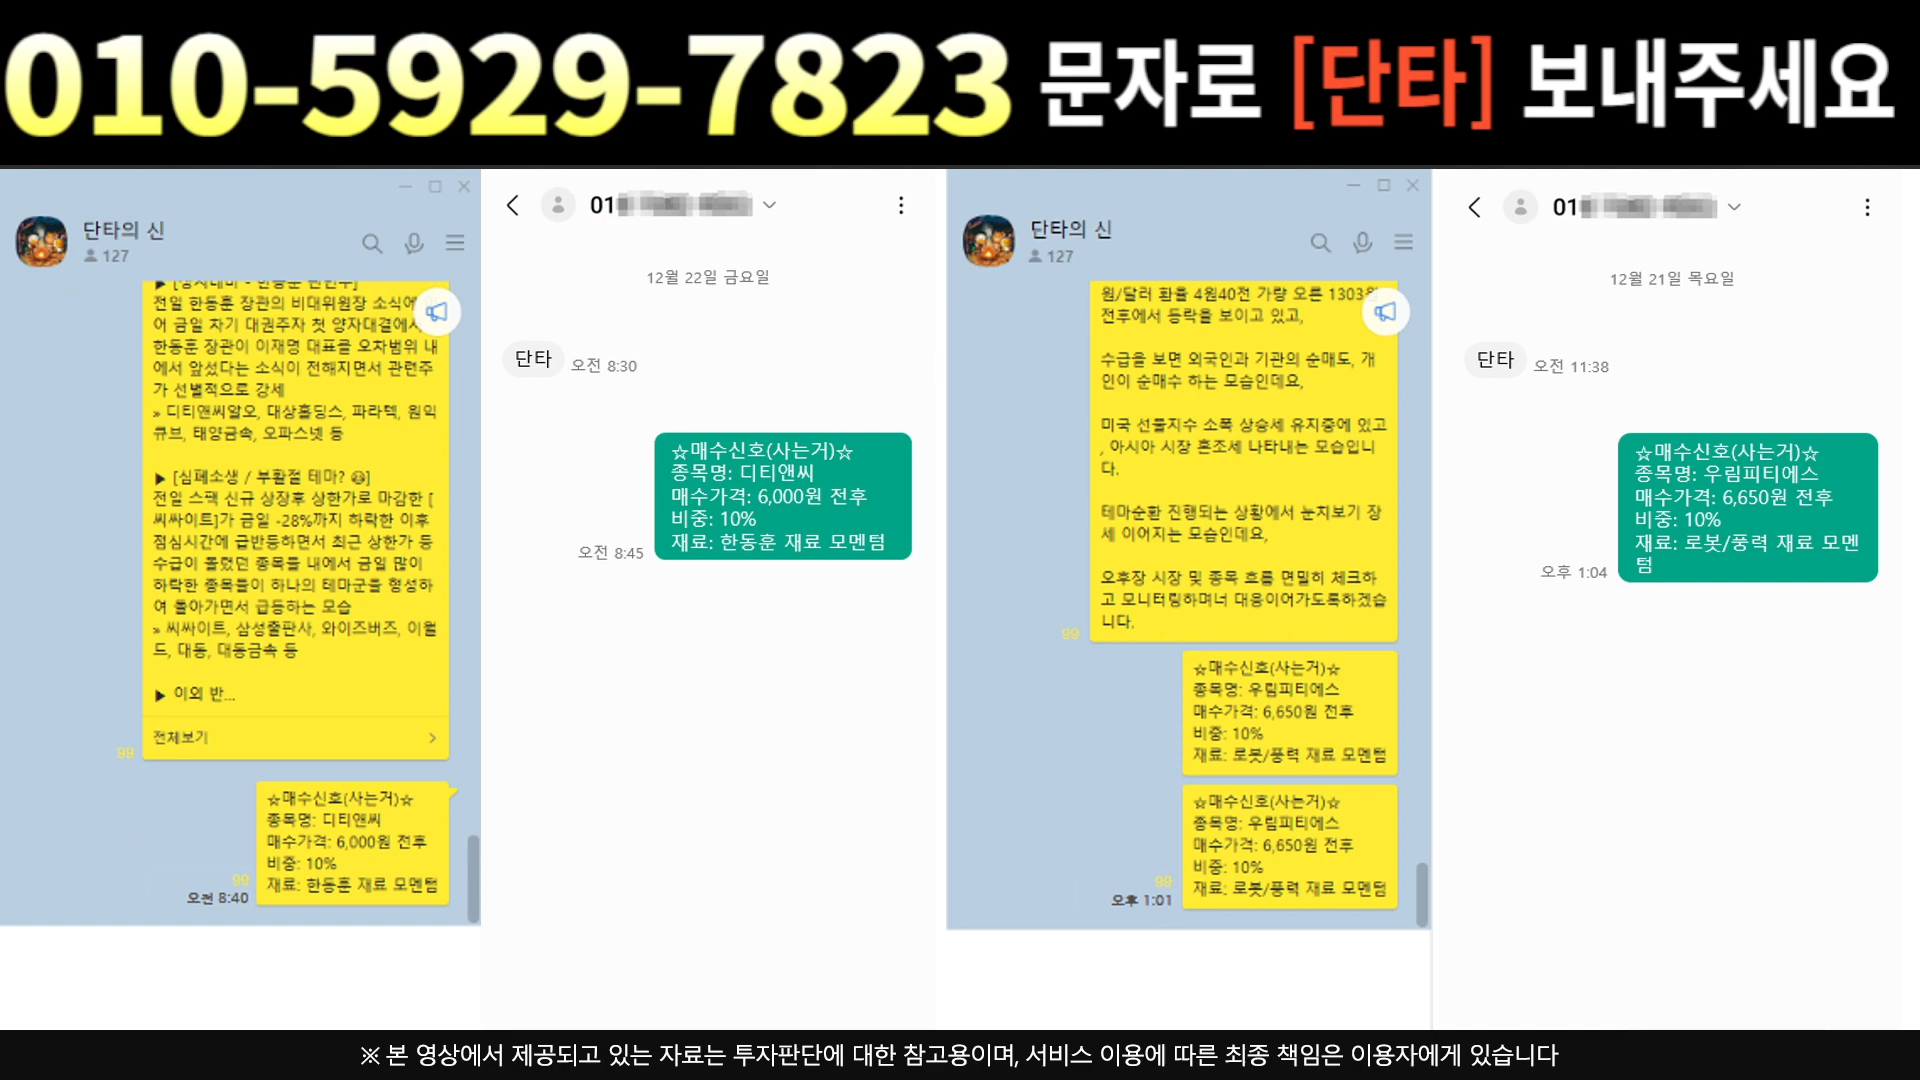 010-5929-7823 문자로 [단타] 보내주세요
단타의 신
127
전일 한동훈 장관의 비대위원장 소식에
어 금일 차기 대권주자 첫 양자대결에서
한동훈 장관이 이재명 대표를 오차범위 내
에서 앞섰다는 소식이 전해지면서 관련주
가 선별적으로 강세
» 디티앤씨알오, 대상홀딩스, 파라텍, 원익
큐브, 태양금속, 오파스넷 등
▶ [심폐소생 / 부활절 테마? 😷]
전일 스팩 신규 상장후 상한가로 마감한 [
씨싸이트]가 금일 -28%까지 하락한 이후
점심시간에 급반등하면서 최근 상한가 등
수급이 몰렸던 종목들 내에서 금일 많이
하락한 종목들이 하나의 테마군을 형성하
여 돌아가면서 급등하는 모습
» 씨싸이트, 삼성출판사, 와이즈버즈, 이월
드, 대동, 대동금속 등
▶ 이외 반...
전체보기
99
☆매수신호(사는거)☆
종목명: 디티앤씨
매수가격: 6,000원 전후
비중: 10%
재료: 한동훈 재료 모멘텀
99
오전 8:40
01
12월 22일 금요일
단타
오전 8:30
☆매수신호(사는거)☆
종목명: 디티앤씨
매수가격: 6,000원 전후
비중: 10%
재료: 한동훈 재료 모멘텀
오전 8:45
단타의 신
127
원/달러 환율 4원40전 가량 오른 1303원
전후에서 등락을 보이고 있고,
수급을 보면 외국인과 기관의 순매도, 개
인이 순매수 하는 모습인데요,
미국 선물지수 소폭 상승세 유지중에 있고
, 아시아 시장 혼조세 나타내는 모습입니
다.
테마순환 진행되는 상황에서 눈치보기 장
세 이어지는 모습인데요,
오후장 시장 및 종목 흐름 면밀히 체크하
고 모니터링하며너 대응이어가도록하겠습
니다.
99
☆매수신호(사는거)☆
종목명: 우림피티에스
매수가격: 6,650원 전후
비중: 10%
재료: 로봇/풍력 재료 모멘텀
☆매수신호(사는거)☆
종목명: 우림피티에스
매수가격: 6,650원 전후
비중: 10%
재료: 로봇/풍력 재료 모멘텀
99
오후 1:01
01
12월 21일 목요일
단타
오전 11:38
☆매수신호(사는거)☆
종목명: 우림피티에스
매수가격: 6,650원 전후
비중: 10%
재료: 로봇/풍력 재료 모멘
텀
오후 1:04
※ 본 영상에서 제공되고 있는 자료는 투자판단에 대한 참고용이며, 서비스 이용에 따른 최종 책임은 이용자에게 있습니다